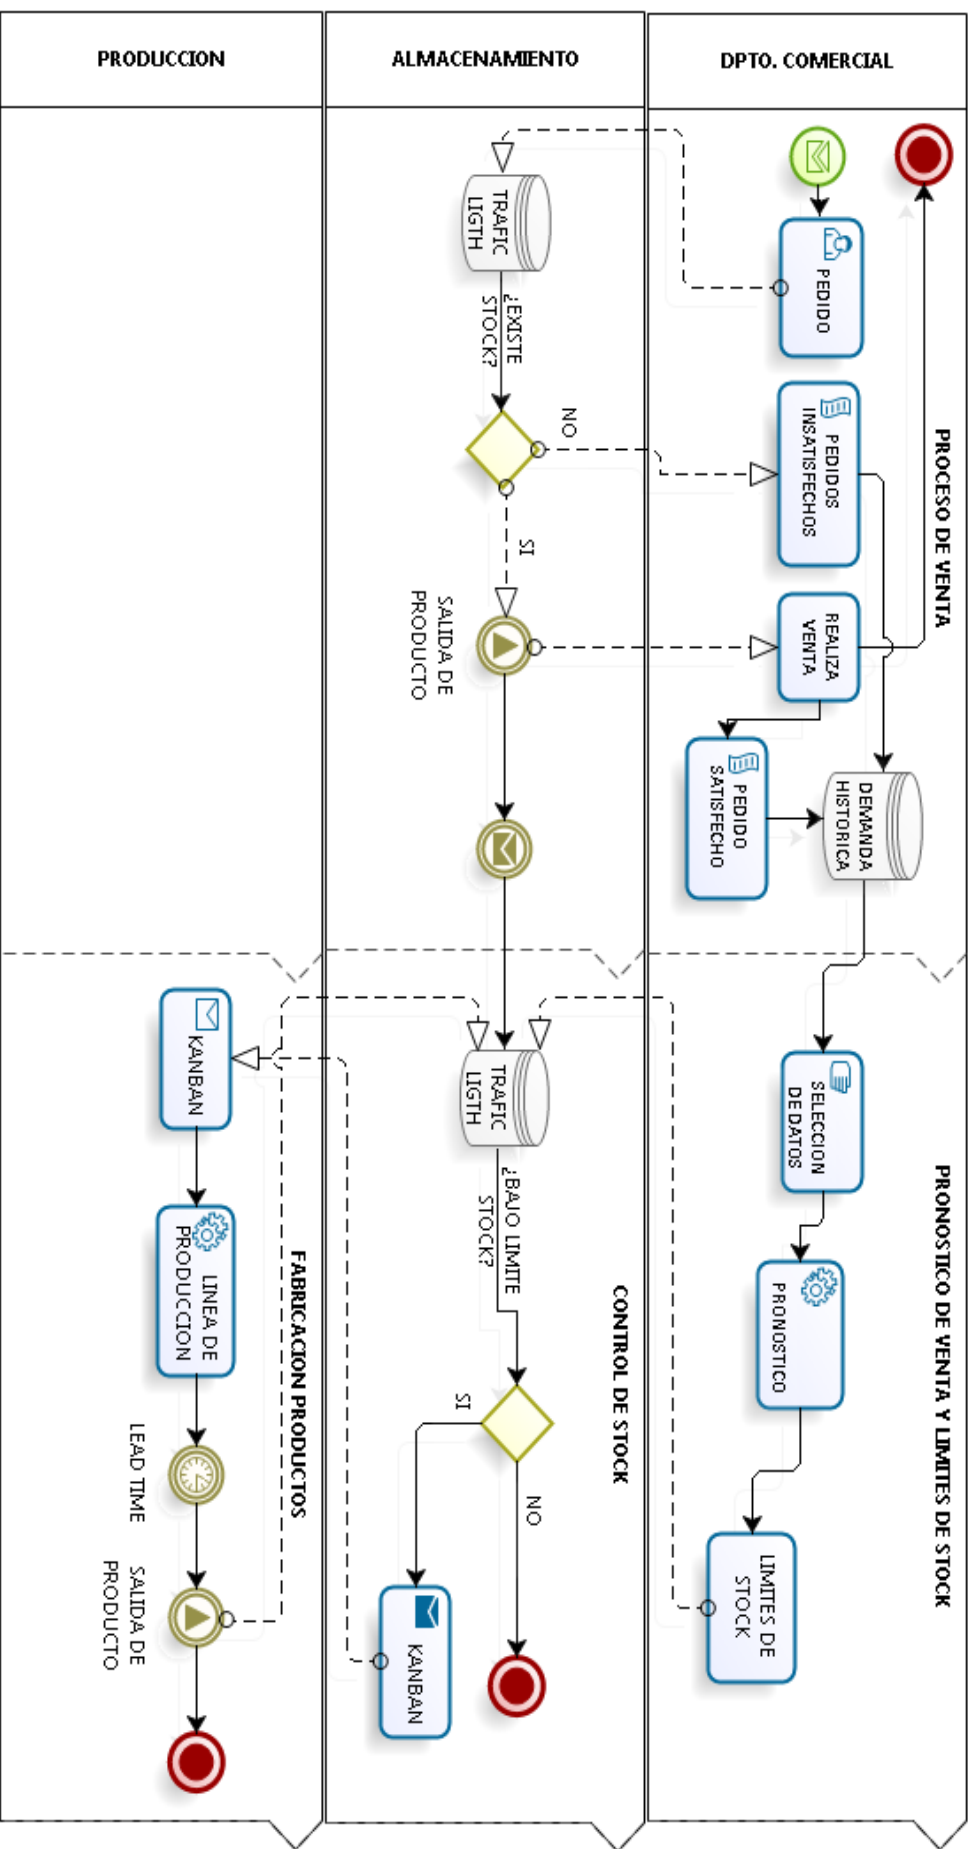 PRODUCCION
ALMACENAMIENTO
DPTO. COMERCIAL
PROCESO DE VENTA
PEDIDO
PEDIDOS
INSATISFECHOS
REALIZA
VENTA
PEDIDO
SATISFECHO
DEMANDA
HISTORICA
TRAFIC
LIGTH
¿EXISTE
STOCK?
NO
SI
SALIDA DE
PRODUCTO
PRONOSTICO DE VENTA Y LIMITES DE STOCK
SELECCION
DE DATOS
PRONOSTICO
LIMITES DE
STOCK
CONTROL DE STOCK
TRAFIC
LIGTH
¿BAJO LIMITE
STOCK?
NO
SI
KANBAN
FABRICACION PRODUCTOS
KANBAN
LINEA DE
PRODUCCION
LEAD TIME
SALIDA DE
PRODUCTO